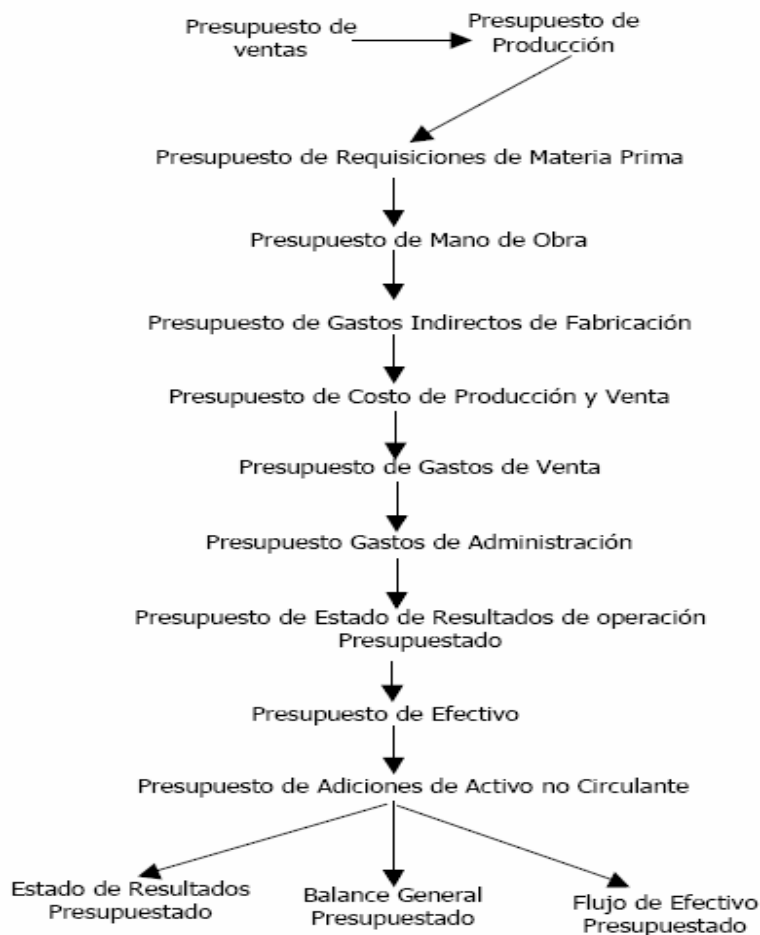 Presupuesto de
ventas
Presupuesto de
Producción
Presupuesto de Requisiciones de Materia Prima
Presupuesto de Mano de Obra
Presupuesto de Gastos Indirectos de Fabricación
Presupuesto de Costo de Producción y Venta
Presupuesto de Gastos de Venta
Presupuesto Gastos de Administración
Presupuesto de Estado de Resultados de operación
Presupuestado
Presupuesto de Efectivo
Presupuesto de Adiciones de Activo no Circulante
Estado de Resultados
Presupuestado
Balance General
Presupuestado
Flujo de Efectivo
Presupuestado